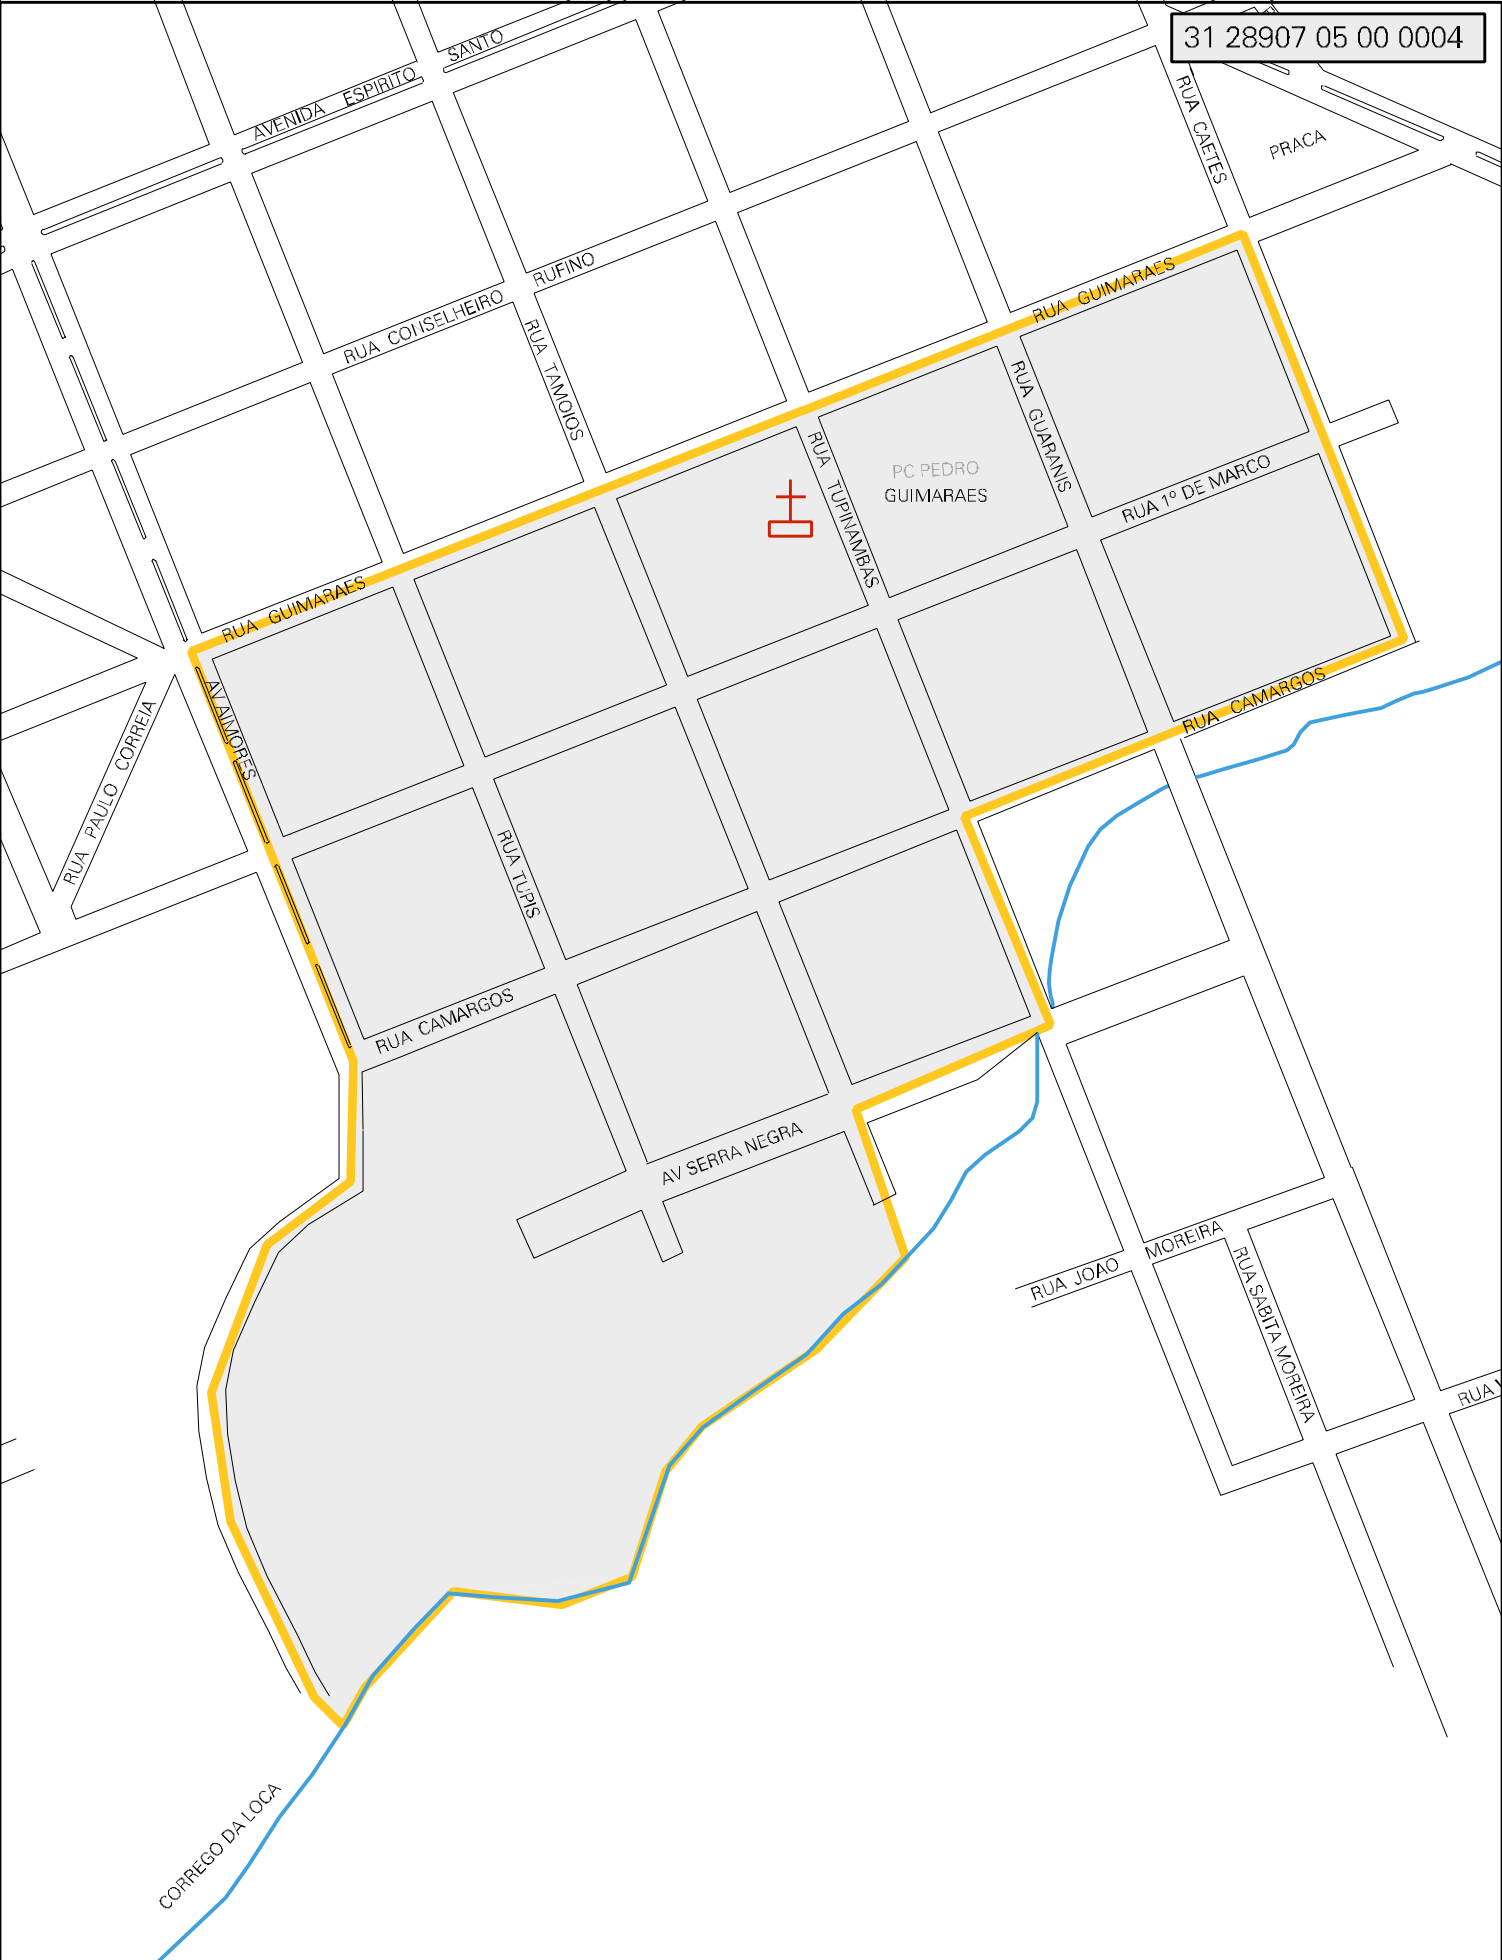 31 28907 05 00 0004
AVENIDA ESPIRITO SANTO
RUA CAETES
PRACA
RUA CONSELHEIRO RUFINO
RUA TAMOIOS
RUA GUIMARAES
RUA GUARANIS
RUA TUPINAMBAS
PC PEDRO
GUIMARAES
RUA 1º DE MARCO
RUA GUIMARAES
AV AIMORES
RUA PAULO CORREIA
RUA CAMARGOS
RUA TUPIS
RUA CAMARGOS
AV SERRA NEGRA
RUA JOAO MOREIRA
RUA SABITA MOREIRA
RUA
CORREGO DA LOCA